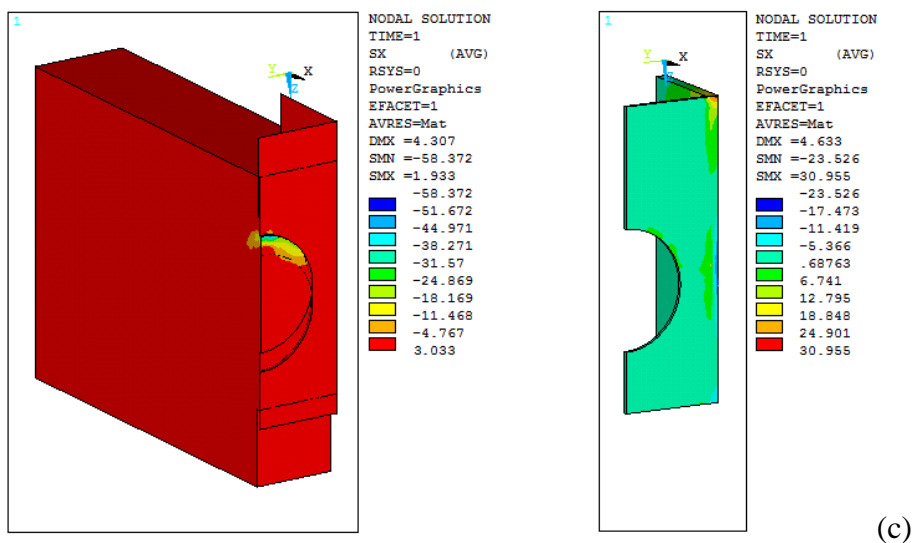 1
Y
X
Z
NODAL SOLUTION
TIME=1
SX (AVG)
RSYS=0
PowerGraphics
EFACET=1
AVRES=Mat
DMX =4.307
SMN =-58.372
SMX =1.933
-58.372
-51.672
-44.971
-38.271
-31.57
-24.869
-18.169
-11.468
-4.767
3.033
1
Y
X
NODAL SOLUTION
TIME=1
SX (AVG)
RSYS=0
PowerGraphics
EFACET=1
AVRES=Mat
DMX =4.633
SMN =-23.526
SMX =30.955
-23.526
-17.473
-11.419
-5.366
.68763
6.741
12.795
18.848
24.901
30.955
(c)